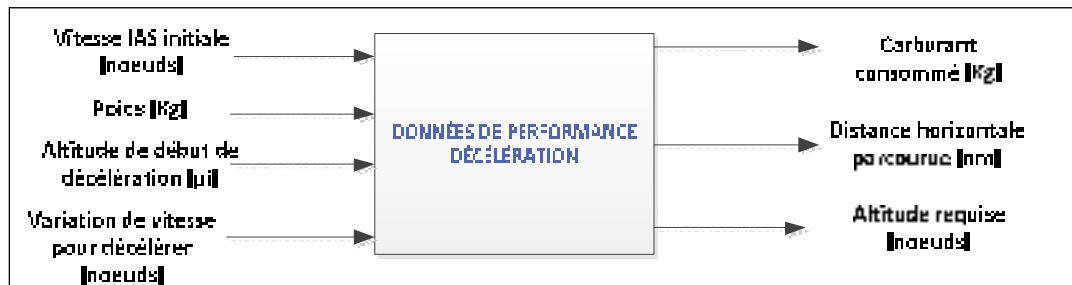 Vitesse IAS initiale
[noeuds]
Poids [Kg]
Altitude de début de
décélération [pi]
Variation de vitesse
pour décélérer
[noeuds]
DONNÉES DE PERFORMANCE
DÉCÉLÉRATION
Carburant
consommé [Kg]
Distance horizontale
parcourue [nm]
Altitude requise
[noeuds]